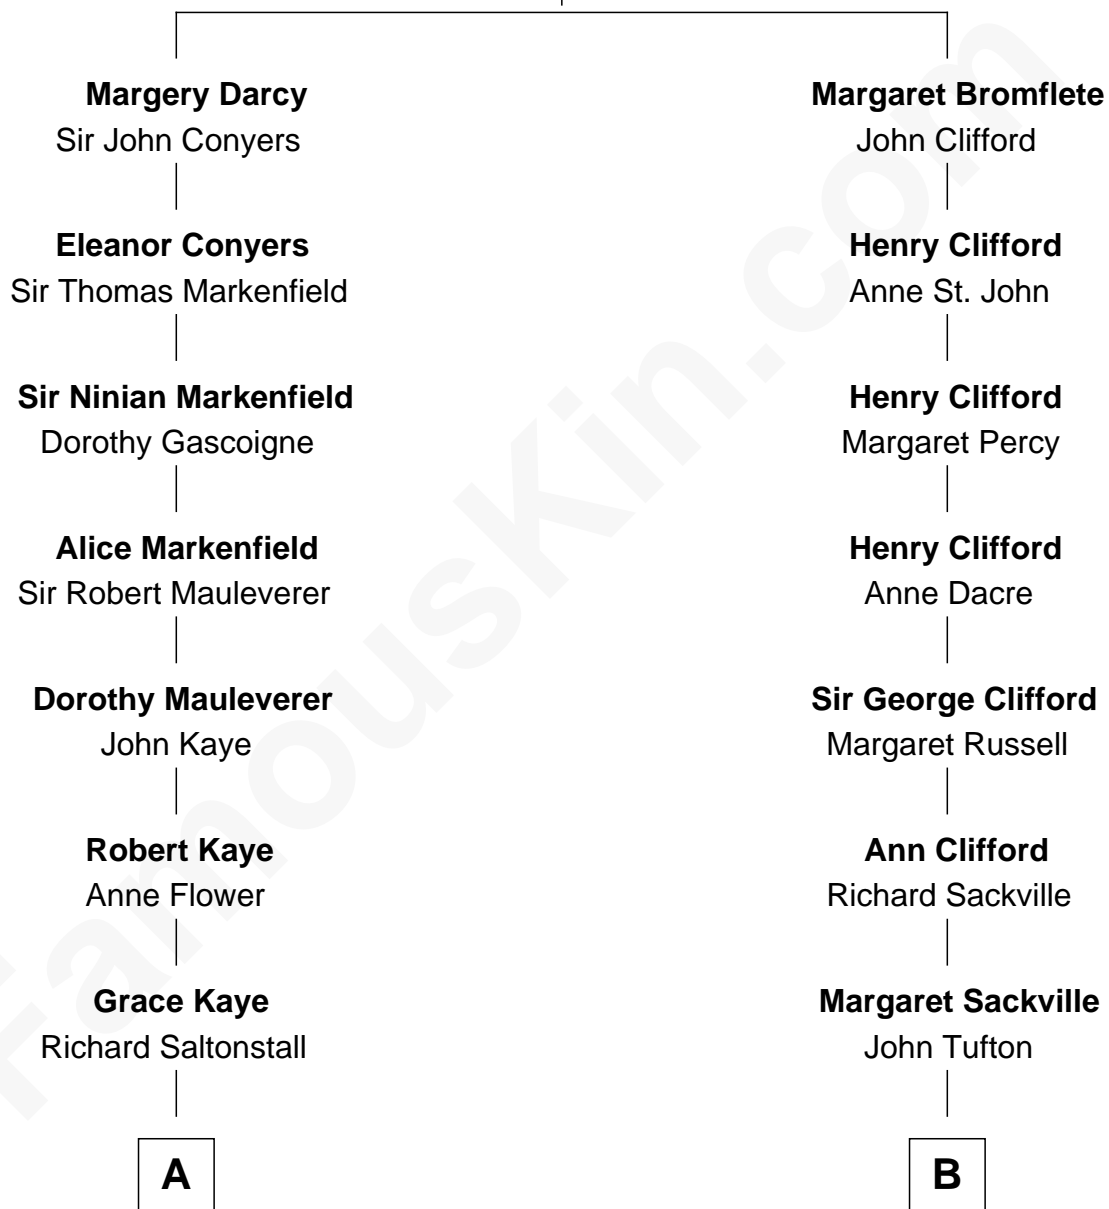 Margery Darcy
Sir John Conyers
Eleanor Conyers
Sir Thomas Markenfield
Sir Ninian Markenfield
Dorothy Gascoigne
Alice Markenfield
Sir Robert Mauleverer
Dorothy Mauleverer
John Kaye
Robert Kaye
Anne Flower
Grace Kaye
Richard Saltonstall
A
Margaret Bromflete
John Clifford
Henry Clifford
Anne St. John
Henry Clifford
Margaret Percy
Henry Clifford
Anne Dacre
Sir George Clifford
Margaret Russell
Ann Clifford
Richard Sackville
Margaret Sackville
John Tufton
B
FamousKin.com